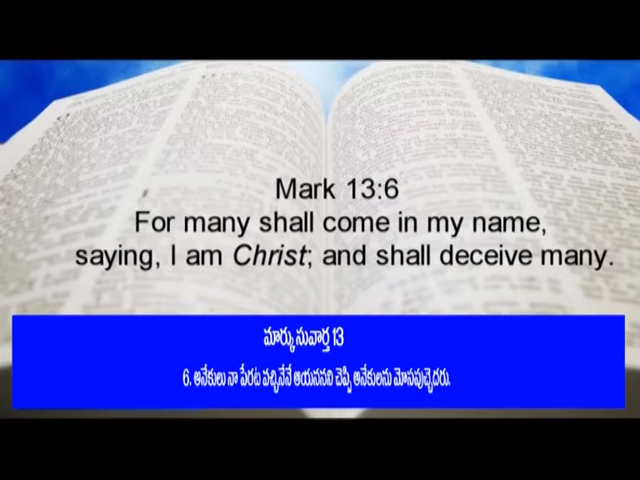 Mark 13:6
For many shall come in my name,
saying, I am Christ; and shall deceive many.
మార్కు సువార్త 13
6. అనేకులు నా పేరట వచ్చినేనే ఆయననని చెప్పి అనేకులను మోసపుచ్చెదరు.